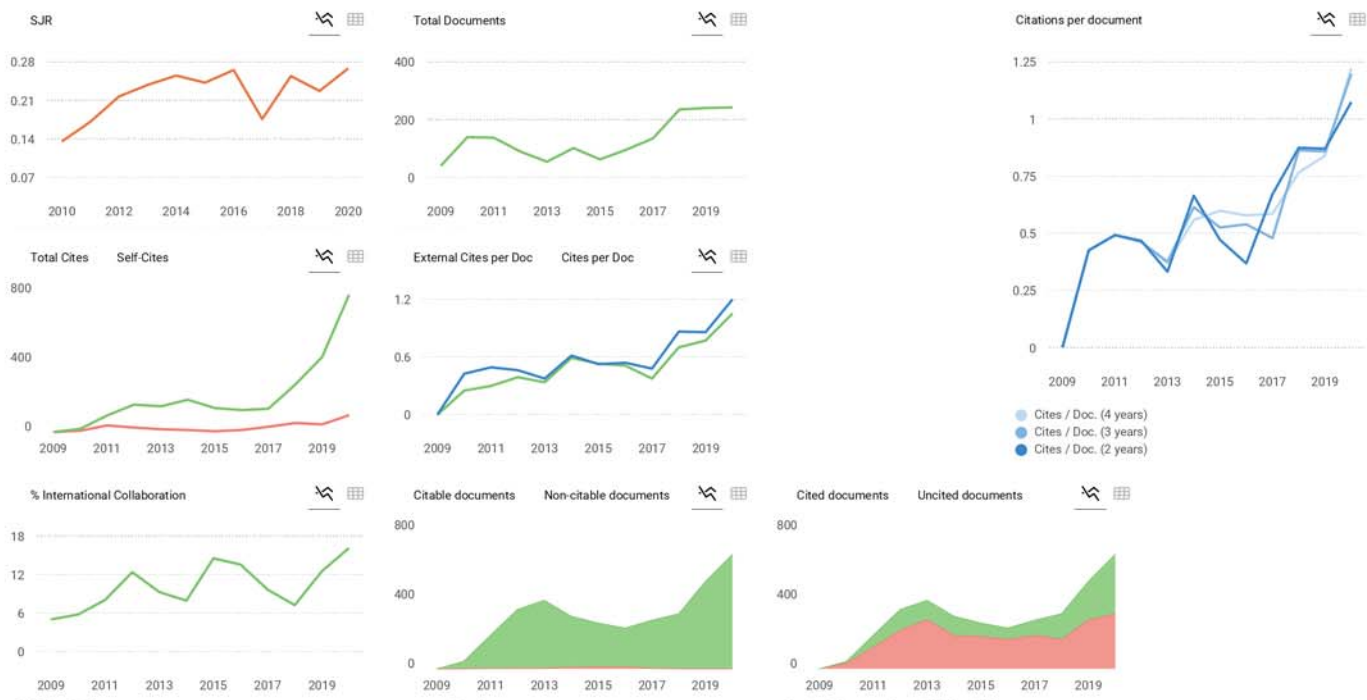 SJR
0.28
0.21
0.14
0.07
2010 2012 2014 2016 2018 2020
Total Documents
400
200
0
2009 2011 2013 2015 2017 2019
Citations per document
1.25
1
0.75
0.5
0.25
0
2009 2011 2013 2015 2017 2019
Cites / Doc. (4 years)
Cites / Doc. (3 years)
Cites / Doc. (2 years)
Total Cites Self-Cites
800
400
0
2009 2011 2013 2015 2017 2019
External Cites per Doc Cites per Doc
1.2
0.6
0
2009 2011 2013 2015 2017 2019
% International Collaboration
18
12
6
0
2009 2011 2013 2015 2017 2019
Citable documents Non-citable documents
800
400
0
2009 2011 2013 2015 2017 2019
Cited documents Uncited documents
800
400
0
2009 2011 2013 2015 2017 2019